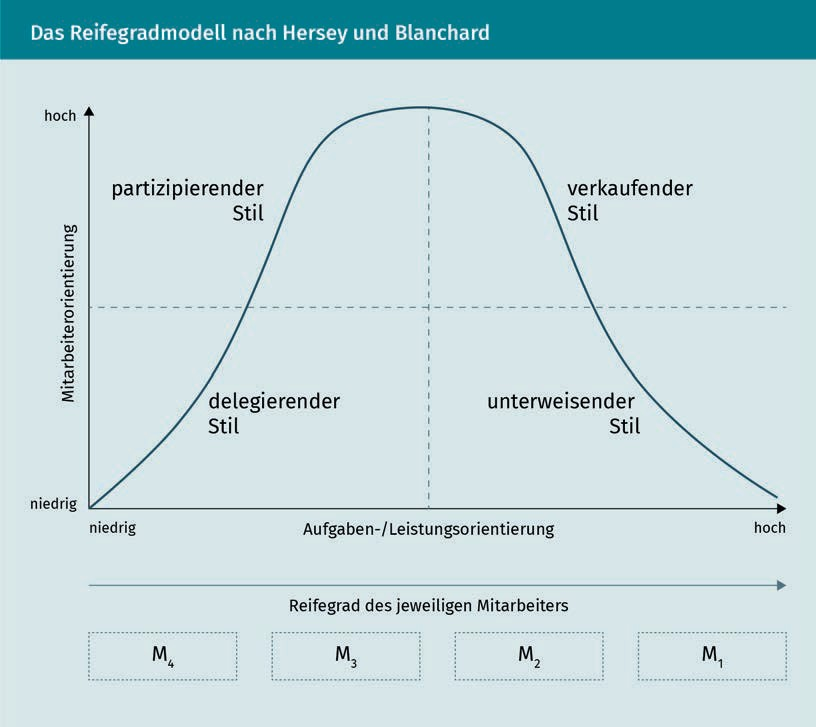 Das Reifegradmodell nach Hersey und Blanchard
hoch
partizipierender
Stil
verkaufender
Stil
Mitarbeiterorientierung
delegierender
Stil
unterweisender
Stil
niedrig
niedrig
Aufgaben-/Leistungsorientierung
hoch
Reifegrad des jeweiligen Mitarbeiters
M₄
M₃
M₂
M₁